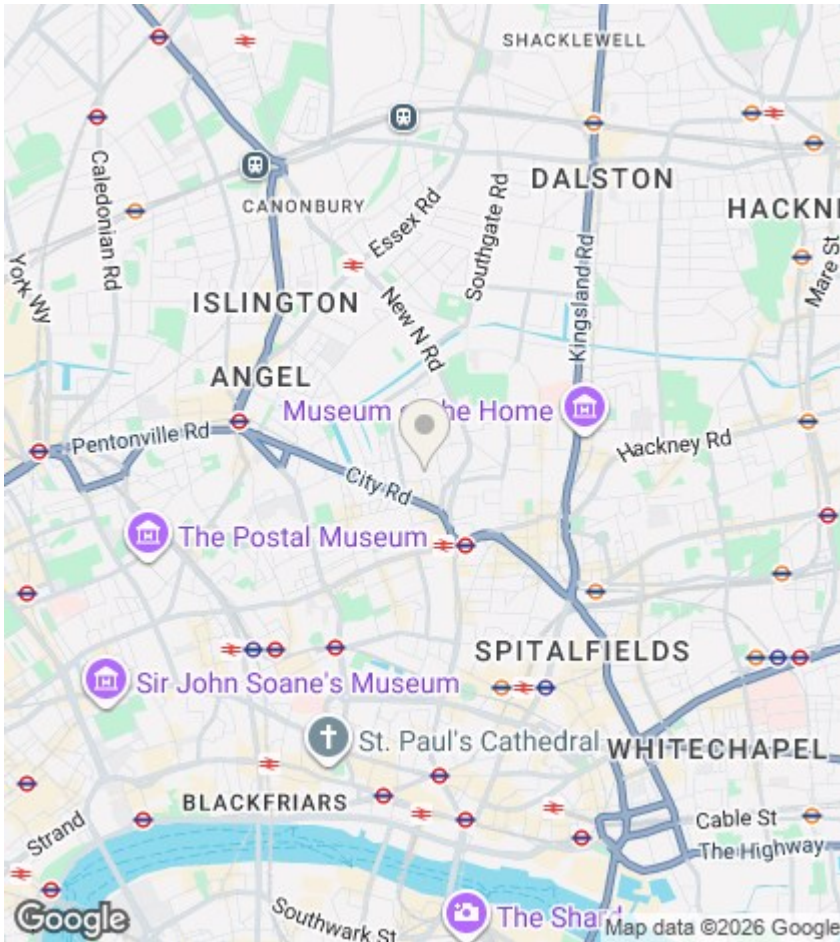 SHACKLEWELL
DALSTON
HACKN
Caledonian Rd
CANONBURY
Essex Rd
Southgate Rd
Mare St
York Wy
ISLINGTON
New N Rd
Kingsland Rd
ANGEL
Museum o he Home
Pentonville Rd
Hackney Rd
City Rd
The Postal Museum
SPITALFIELDS
Sir John Soane's Museum
St. Paul's Cathedral
WHITECHAPEL
BLACKFRIARS
Strand
Cable St
The Highway
Google
Southwark St
The Shard
Map data ©2026 Google